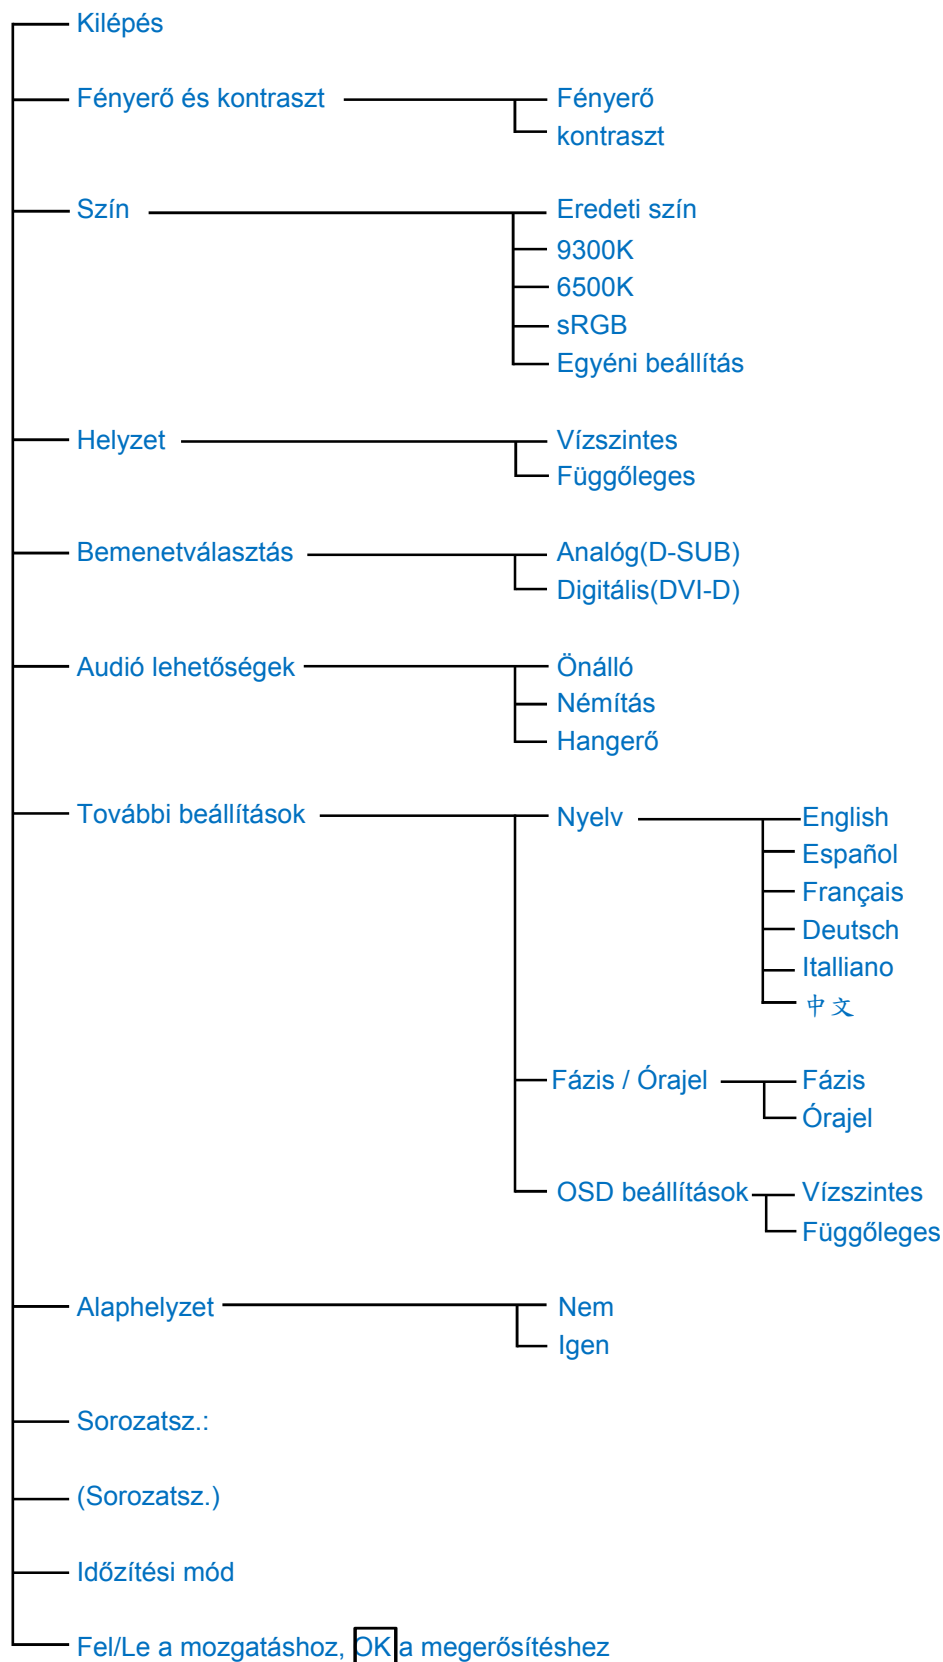 Kilépés
Fényerő és kontraszt
Fényerő
kontraszt
Szín
Eredeti szín
9300K
6500K
sRGB
Egyéni beállítás
Helyzet
Vízszintes
Függőleges
Bemenetválasztás
Analóg(D-SUB)
Digitális(DVI-D)
Audió lehetőségek
Önálló
Némítás
Hangerő
További beállítások
Nyelv
English
Español
Français
Deutsch
Italliano
中文
Fázis / Órajel
Fázis
Órajel
OSD beállítások
Vízszintes
Függőleges
Alaphelyzet
Nem
Igen
Sorozatsz.:
(Sorozatsz.)
Időzítési mód
Fel/Le a mozgatáshoz, OK a megerősítéshez